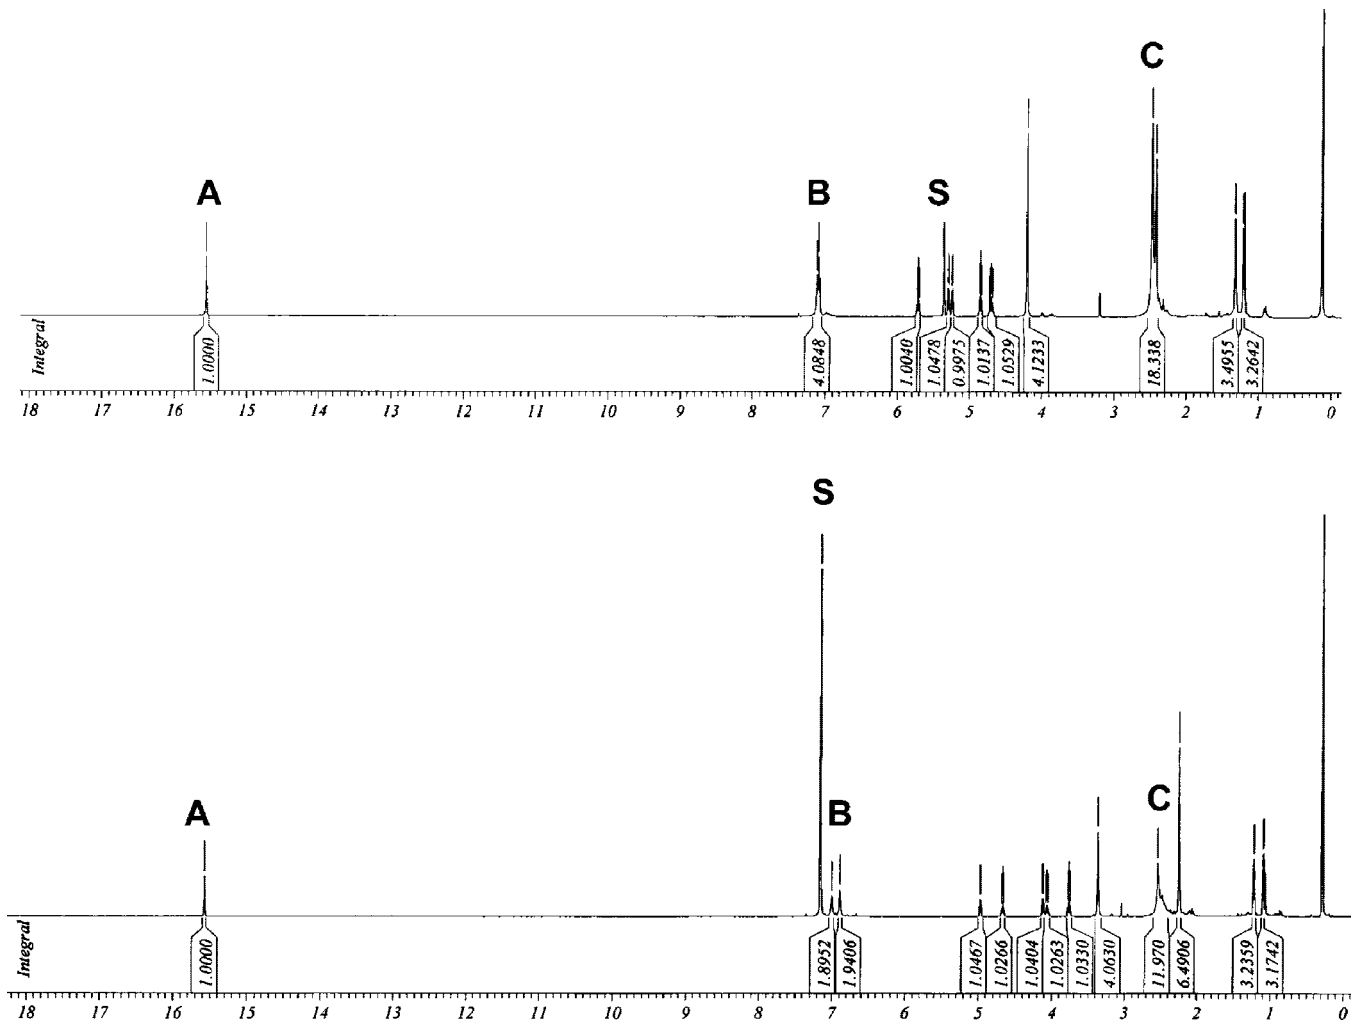 C
A
B
S
Integral
1.0000
4.0848
1.0040
1.0478
0.9975
1.0137
1.0529
4.1233
18.338
3.4955
3.2642
18 17 16 15 14 13 12 11 10 9 8 7 6 5 4 3 2 1 0
S
A
B
C
Integral
1.0000
1.8952
1.9406
1.0467
1.0266
1.0404
1.0263
1.0330
4.0630
11.970
6.4906
3.2359
3.1742
18 17 16 15 14 13 12 11 10 9 8 7 6 5 4 3 2 1 0